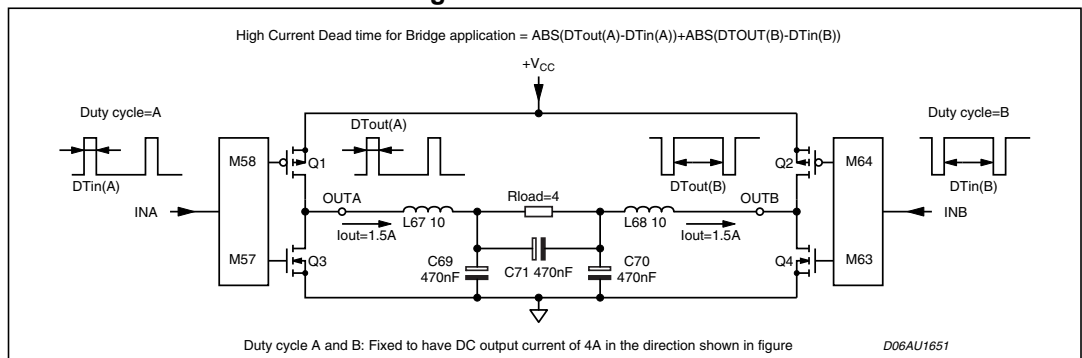 High Current Dead time for Bridge application = ABS(DTout(A)-DTin(A))+ABS(DTOUT(B)-DTin(B))
+VCC
Duty cycle=A
Duty cycle=B
DTout(A)
DTout(B)
M58
Q1
Q2
M64
DTin(A)
DTin(B)
INA
OUTA
Rload=4
OUTB
INB
L67 10
L68 10
Iout=1.5A
Iout=1.5A
M57
Q3
C69
470nF
C71 470nF
C70
470nF
Q4
M63
Duty cycle A and B: Fixed to have DC output current of 4A in the direction shown in figure
D06AU1651